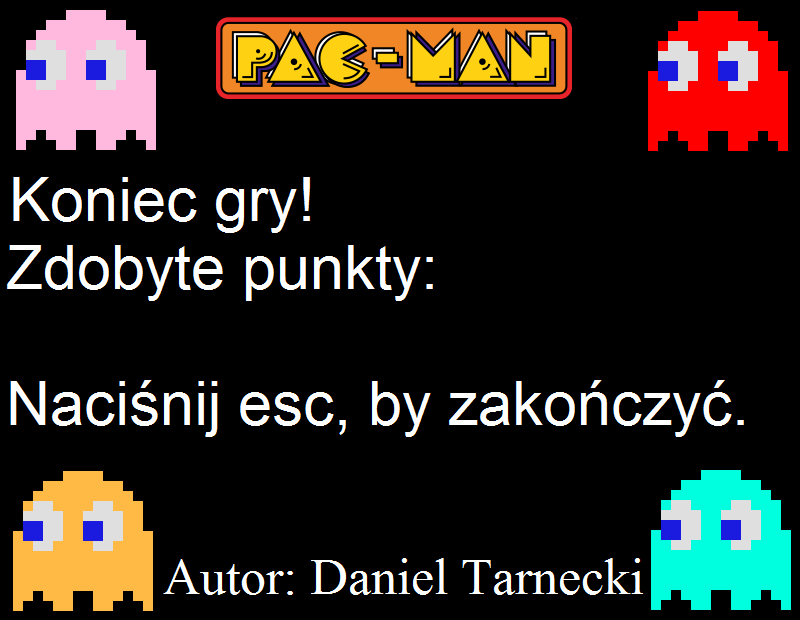 PAC-MAN
Koniec gry!
Zdobyte punkty:
Naciśnij esc, by zakończyć.
Autor: Daniel Tarnecki